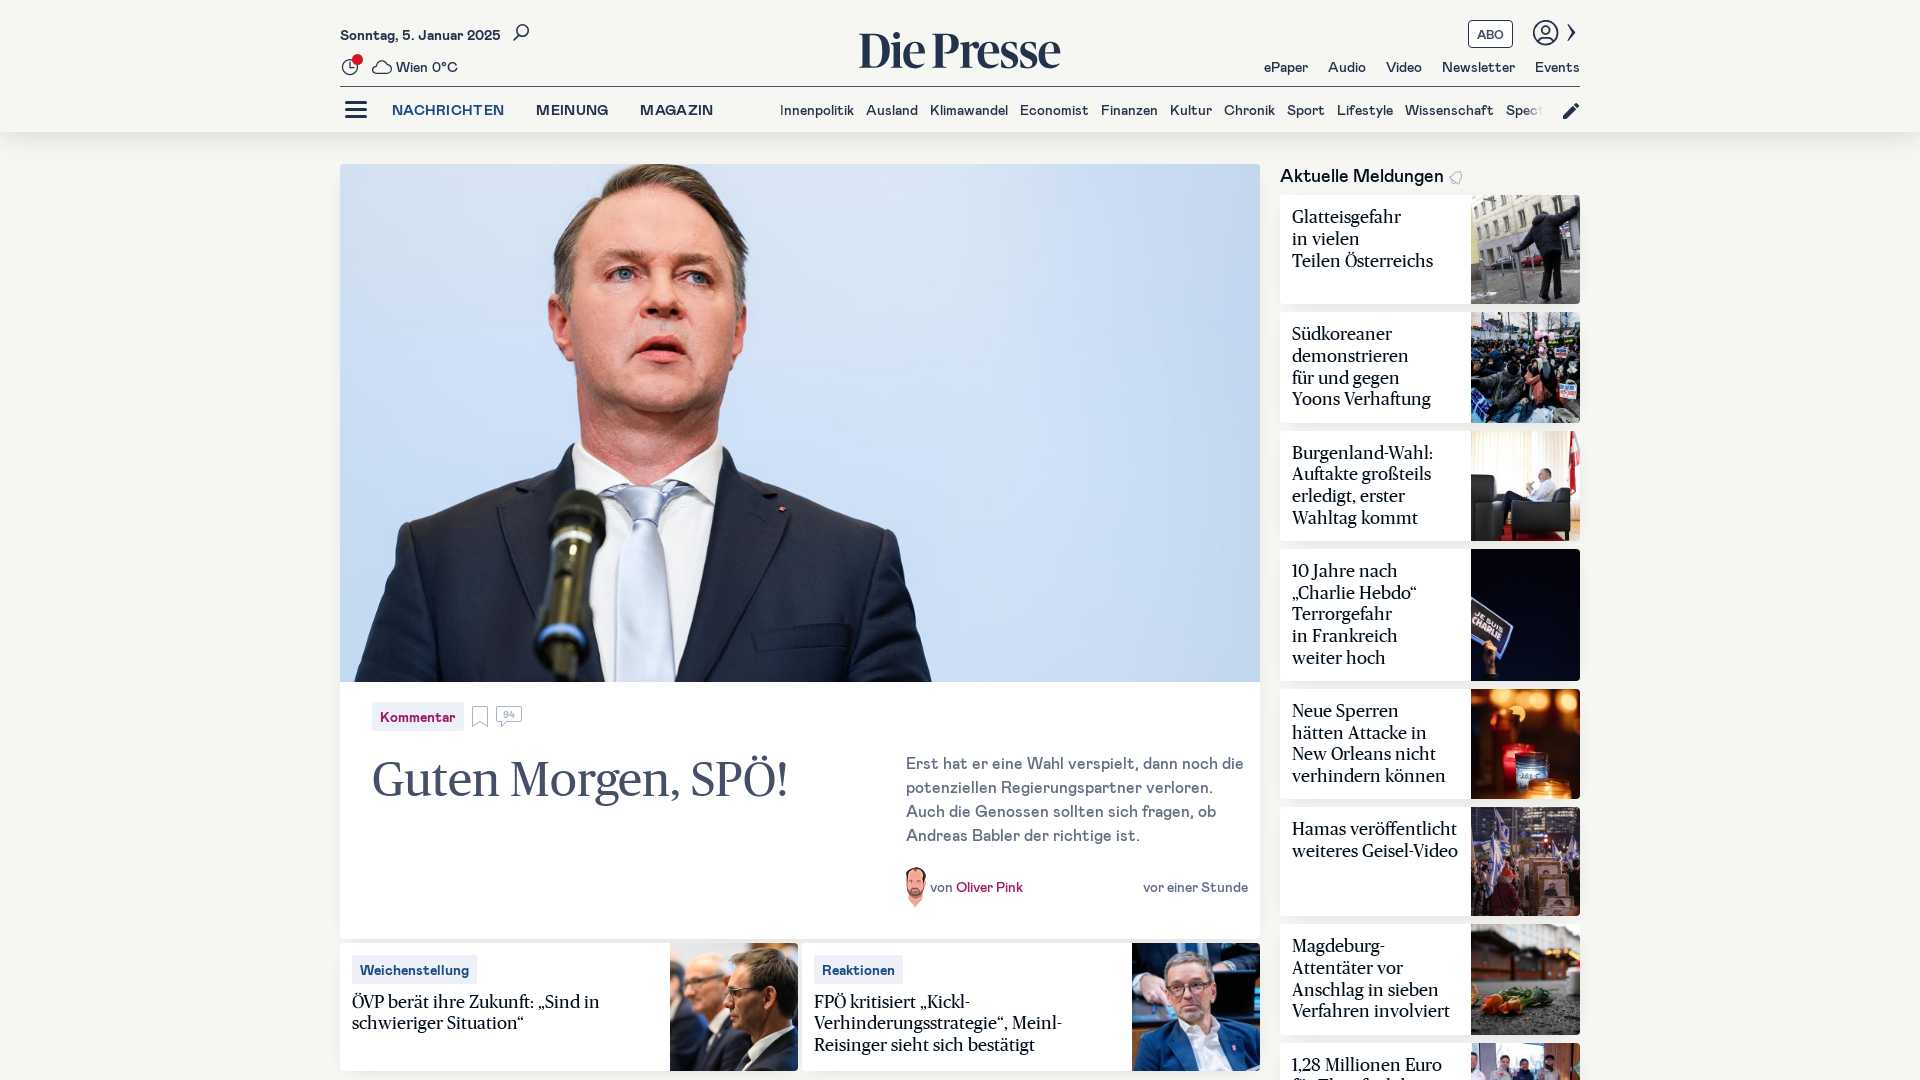 Sonntag, 5. Januar 2025
Die Presse
ABO
Wien 0°C
ePaper Audio Video Newsletter Events
NACHRICHTEN MEINUNG MAGAZIN
Innenpolitik Ausland Klimawandel Economist Finanzen Kultur Chronik Sport Lifestyle Wissenschaft Spect
Kommentar
94
Guten Morgen, SPÖ!
Erst hat er eine Wahl verspielt, dann noch die
potenziellen Regierungspartner verloren.
Auch die Genossen sollten sich fragen, ob
Andreas Babler der richtige ist.
von Oliver Pink
vor einer Stunde
Weichenstellung
ÖVP berät ihre Zukunft: „Sind in
schwieriger Situation“
Reaktionen
FPÖ kritisiert „Kickl-
Verhinderungsstrategie“, Meinl-
Reisinger sieht sich bestätigt
Aktuelle Meldungen
Glatteisgefahr
in vielen
Teilen Österreichs
Südkoreaner
demonstrieren
für und gegen
Yoons Verhaftung
Burgenland-Wahl:
Auftakte großteils
erledigt, erster
Wahltag kommt
10 Jahre nach
„Charlie Hebdo“
Terrorgefahr
in Frankreich
weiter hoch
JE SUIS
CHARLIE
Neue Sperren
hätten Attacke in
New Orleans nicht
verhindern können
Hamas veröffentlicht
weiteres Geisel-Video
Magdeburg-
Attentäter vor
Anschlag in sieben
Verfahren involviert
1,28 Millionen Euro